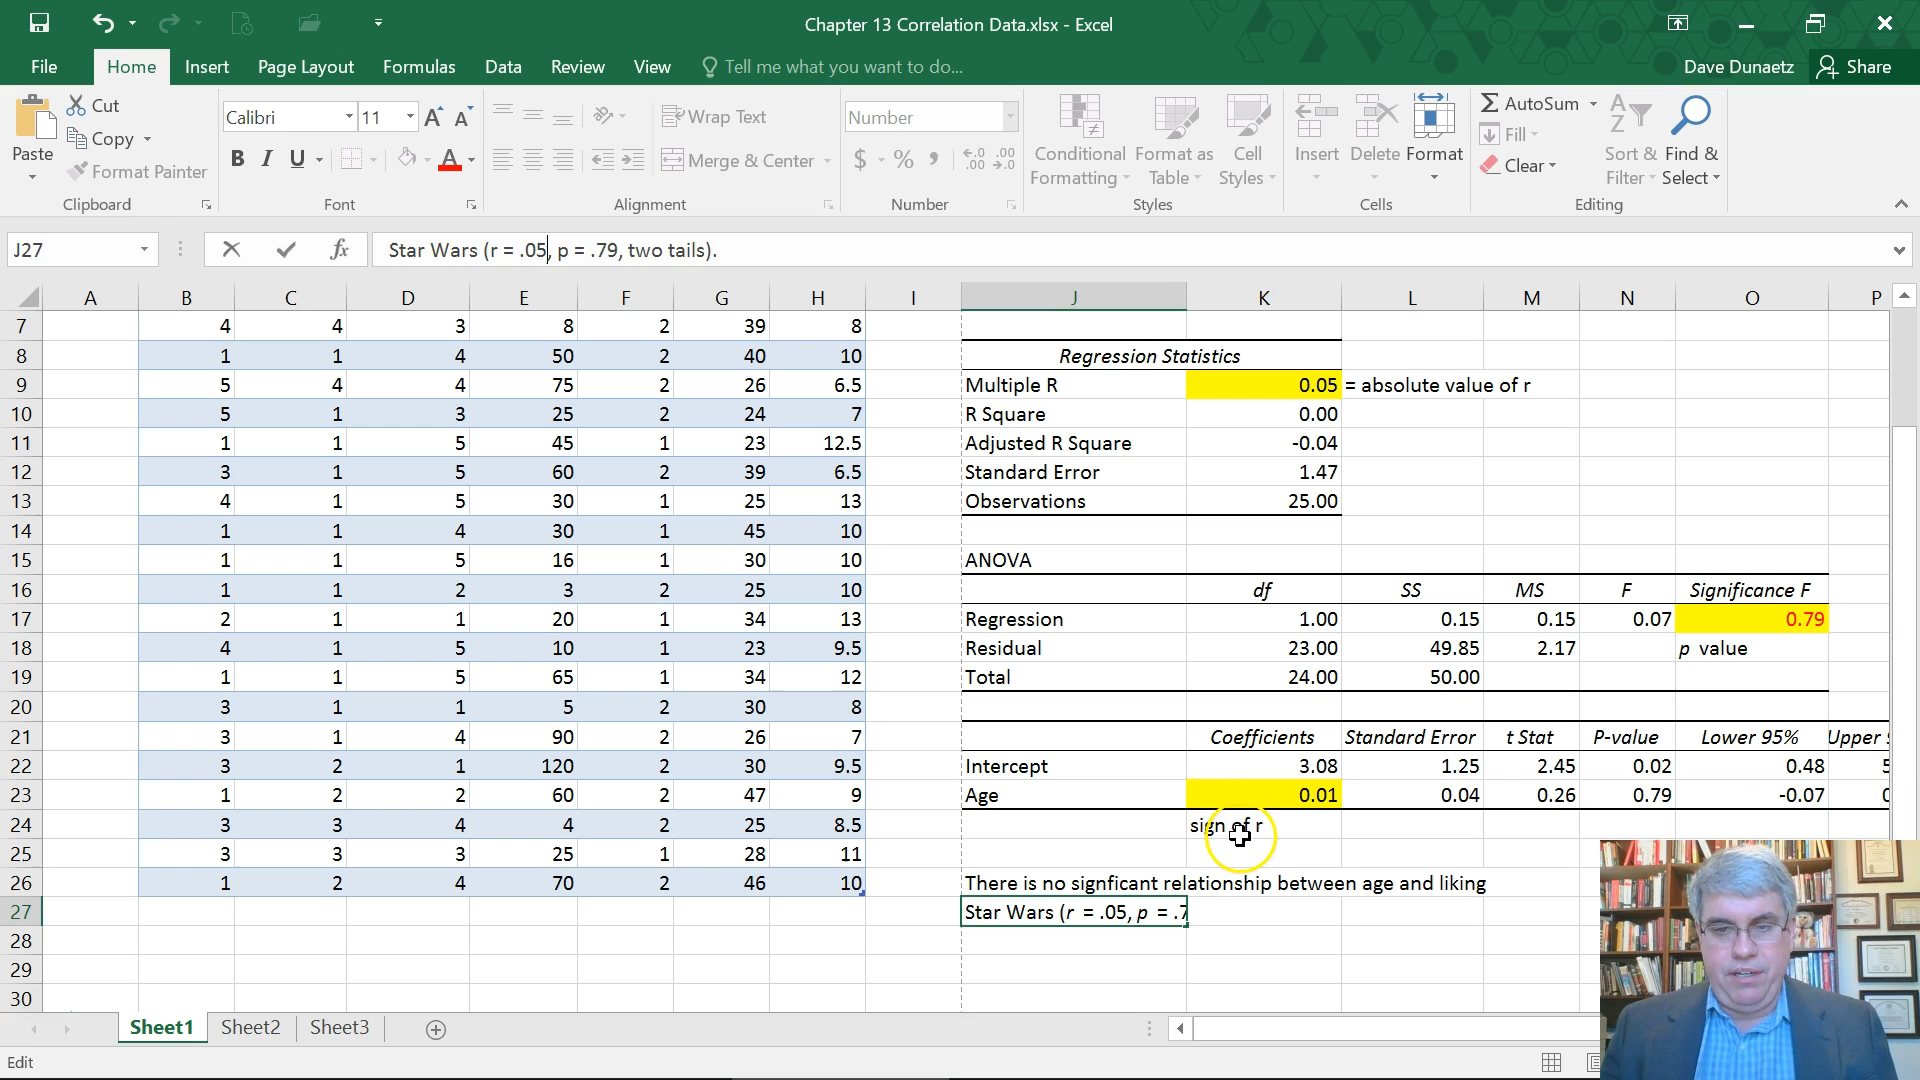 Chapter 13 Correlation Data.xlsx - Excel
File Home Insert Page Layout Formulas Data Review View Tell me what you want to do... Dave Dunaetz Share
Paste
Cut
Copy
Format Painter
Clipboard
Calibri 11
B I U
Font
Wrap Text
Merge & Center
Alignment
Number
$ %
Number
Conditional Formatting
Format as Table
Cell Styles
Styles
Insert Delete Format
Cells
AutoSum
Fill
Clear
Sort & Filter
Find & Select
Editing
J27 fx Star Wars (r = .05, p = .79, two tails).
A B C D E F G H I J K L M N O P
7 4 4 3 8 2 39 8
8 1 1 4 50 2 40 10 Regression Statistics
9 5 4 4 75 2 26 6.5 Multiple R 0.05 = absolute value of r
10 5 1 3 25 2 24 7 R Square 0.00
11 1 1 5 45 1 23 12.5 Adjusted R Square -0.04
12 3 1 5 60 2 39 6.5 Standard Error 1.47
13 4 1 5 30 1 25 13 Observations 25.00
14 1 1 4 30 1 45 10
15 1 1 5 16 1 30 10 ANOVA
16 1 1 2 3 2 25 10 df SS MS F Significance F
17 2 1 1 20 1 34 13 Regression 1.00 0.15 0.15 0.07 0.79
18 4 1 5 10 1 23 9.5 Residual 23.00 49.85 2.17 p value
19 1 1 5 65 1 34 12 Total 24.00 50.00
20 3 1 1 5 2 30 8
21 3 1 4 90 2 26 7 Coefficients Standard Error t Stat P-value Lower 95% Upper
22 3 2 1 120 2 30 9.5 Intercept 3.08 1.25 2.45 0.02 0.48
23 1 2 2 60 2 47 9 Age 0.01 0.04 0.26 0.79 -0.07
24 3 3 4 4 2 25 8.5 sign of r
25 3 3 3 25 1 28 11
26 1 2 4 70 2 46 10 There is no signficant relationship between age and liking
27 Star Wars (r = .05, p = .7
28
29
30
Sheet1 Sheet2 Sheet3
Edit